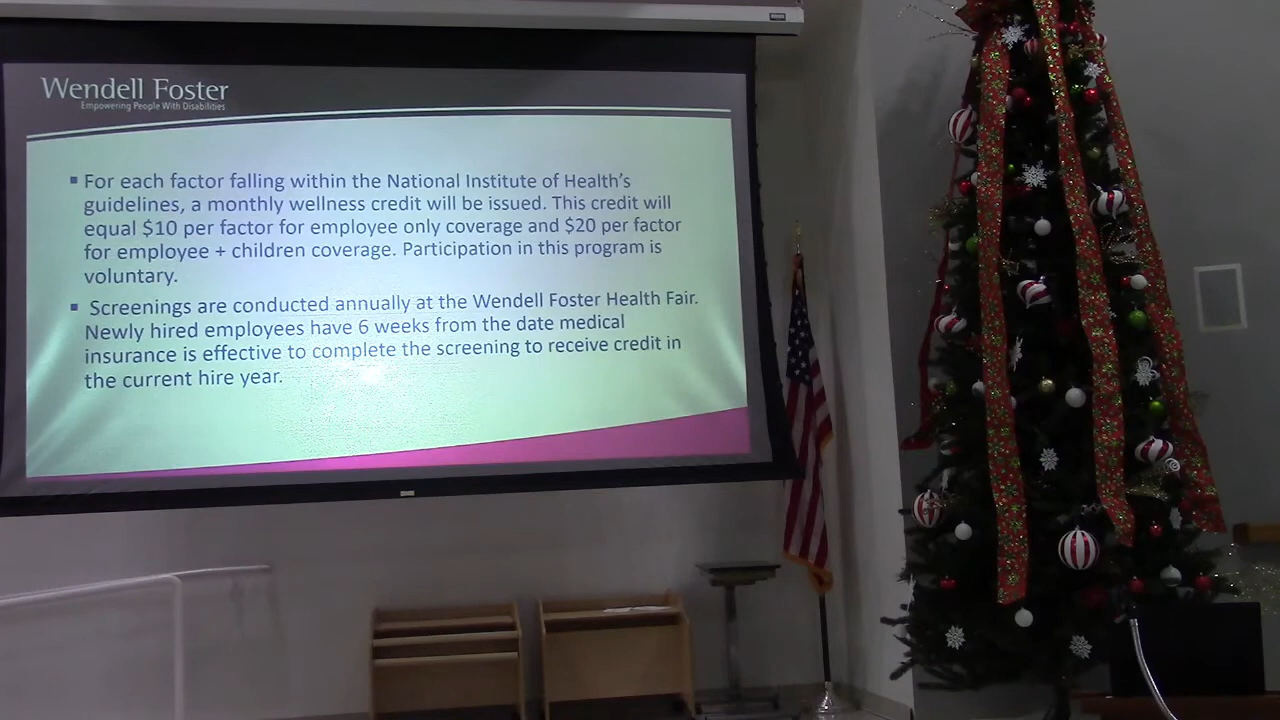 Wendell Foster
Empowering People With Disabilities
▪ For each factor falling within the National Institute of Health’s
guidelines, a monthly wellness credit will be issued. This credit will
equal $10 per factor for employee only coverage and $20 per factor
for employee + children coverage. Participation in this program is
voluntary.
▪ Screenings are conducted annually at the Wendell Foster Health Fair.
Newly hired employees have 6 weeks from the date medical
insurance is effective to complete the screening to receive credit in
the current hire year.